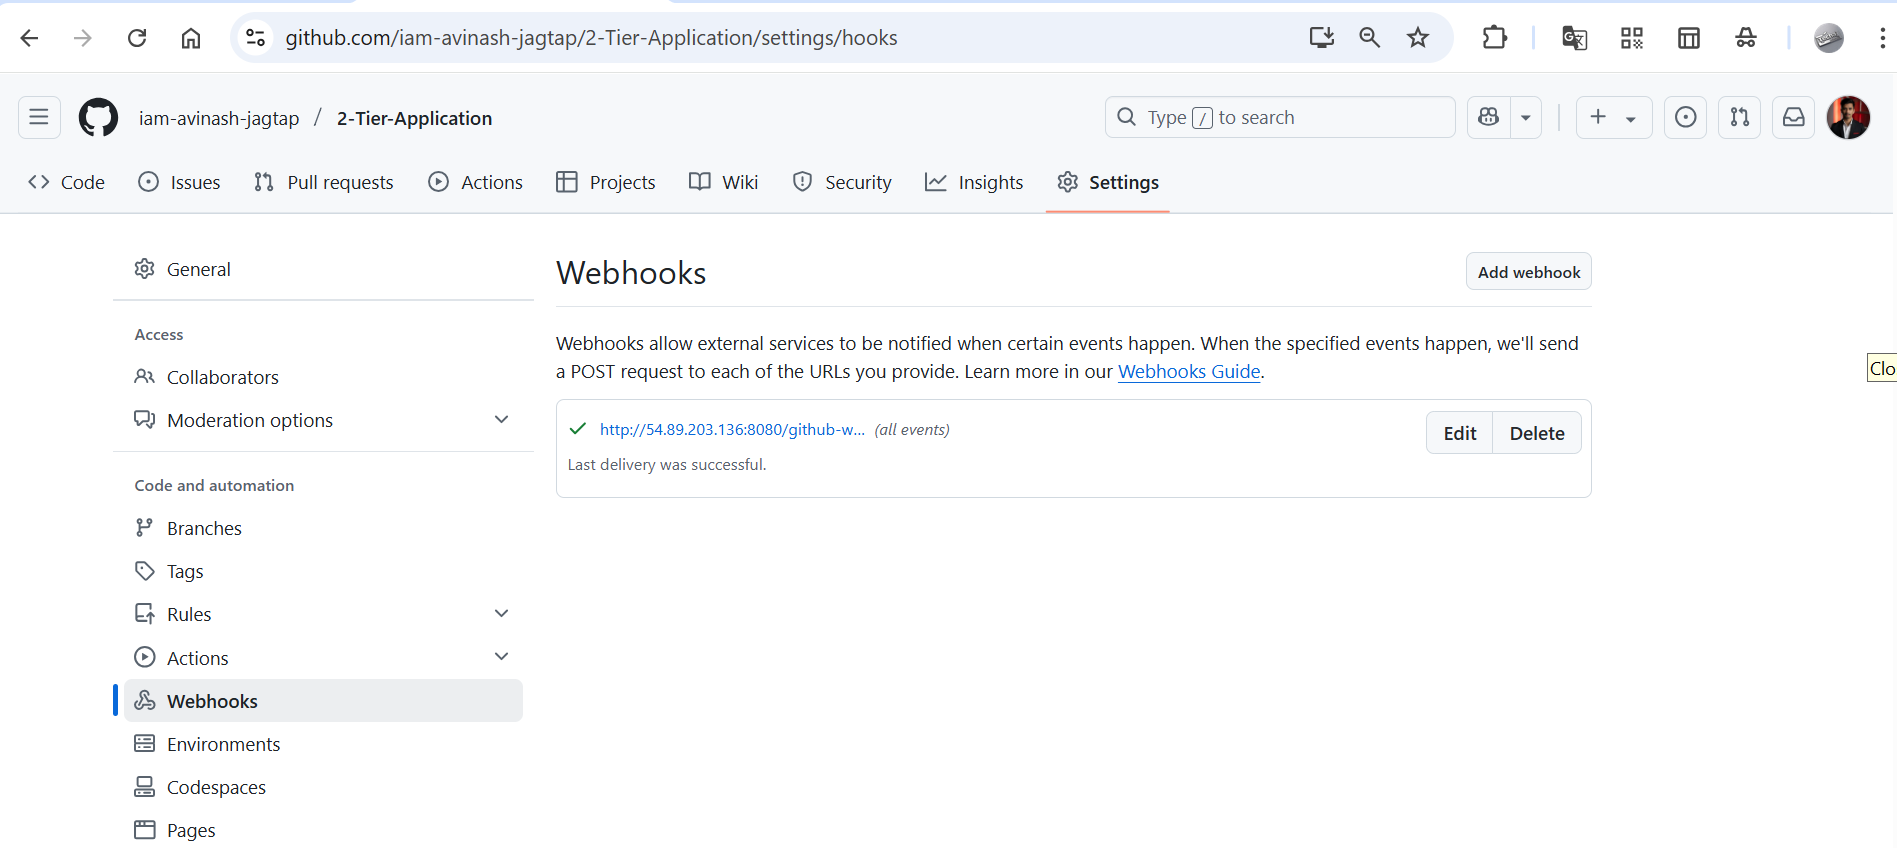 github.com/iam-avinash-jagtap/2-Tier-Application/settings/hooks
iam-avinash-jagtap / 2-Tier-Application
Type / to search
Code Issues Pull requests Actions Projects Wiki Security Insights Settings
General
Access
Collaborators
Moderation options
Code and automation
Branches
Tags
Rules
Actions
Webhooks
Environments
Codespaces
Pages
Webhooks
Add webhook
Webhooks allow external services to be notified when certain events happen. When the specified events happen, we'll send
a POST request to each of the URLs you provide. Learn more in our Webhooks Guide.
http://54.89.203.136:8080/github-w... (all events)
Edit Delete
Last delivery was successful.
Clo